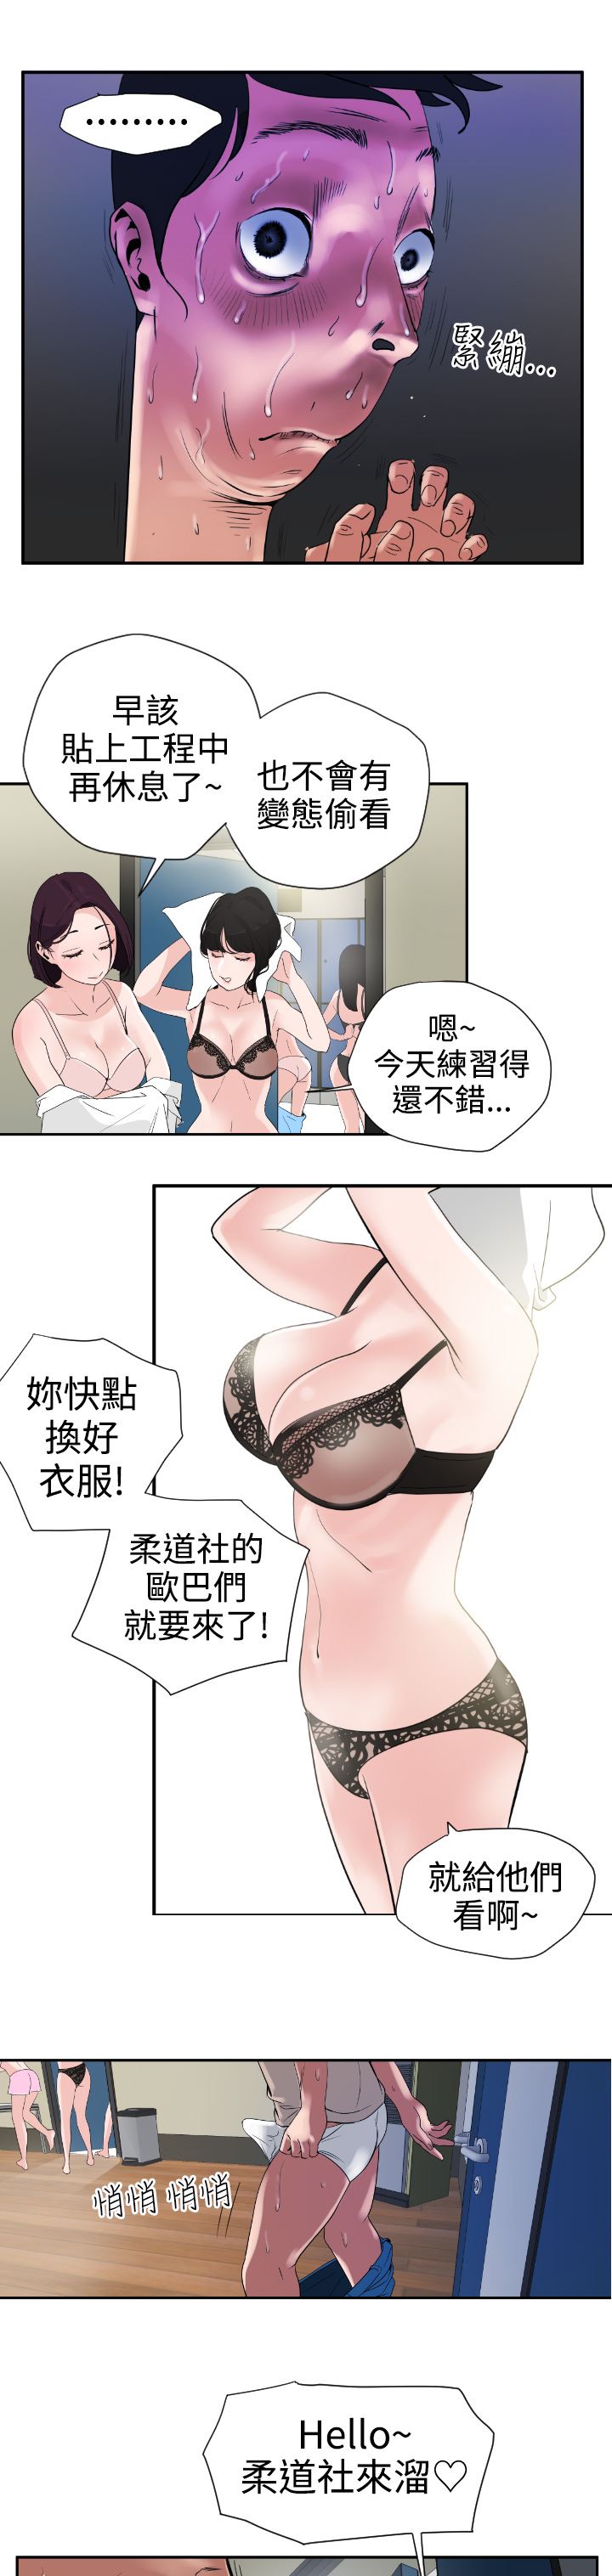 ………
緊繃...
早該
貼上工程中
再休息了~
也不會有
變態偷看
嗯~
今天練習得
還不錯...
妳快點
換好
衣服!
柔道社的
歐巴們
就要來了!
就給他們
看啊~
悄悄 悄悄
Hello~
柔道社來溜♡